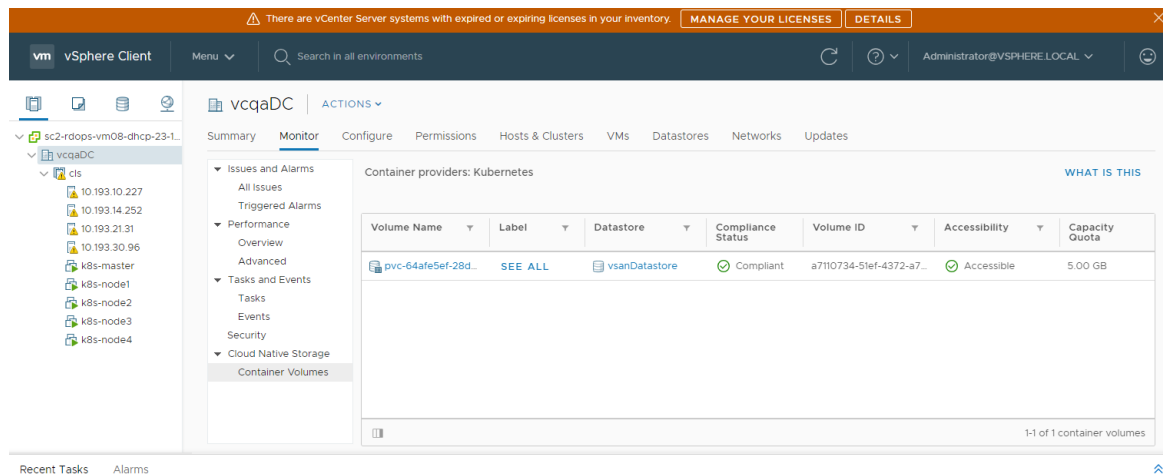 There are vCenter Server systems with expired or expiring licenses in your inventory. MANAGE YOUR LICENSES DETAILS
vm vSphere Client Menu Search in all environments Administrator@VSPHERE.LOCAL
vcqaDC ACTIONS
Summary Monitor Configure Permissions Hosts & Clusters VMs Datastores Networks Updates
sc2-rdops-vm08-dhcp-23-1...
vcqaDC
cls
10.193.10.227
10.193.14.252
10.193.21.31
10.193.30.96
k8s-master
k8s-node1
k8s-node2
k8s-node3
k8s-node4
Issues and Alarms
All Issues
Triggered Alarms
Performance
Overview
Advanced
Tasks and Events
Tasks
Events
Security
Cloud Native Storage
Container Volumes
Container providers: Kubernetes WHAT IS THIS
Volume Name Label Datastore Compliance Status Volume ID Accessibility Capacity Quota
pvc-64afe5ef-28d... SEE ALL vsanDatastore Compliant a7110734-51ef-4372-a7... Accessible 5.00 GB
1-1 of 1 container volumes
Recent Tasks Alarms